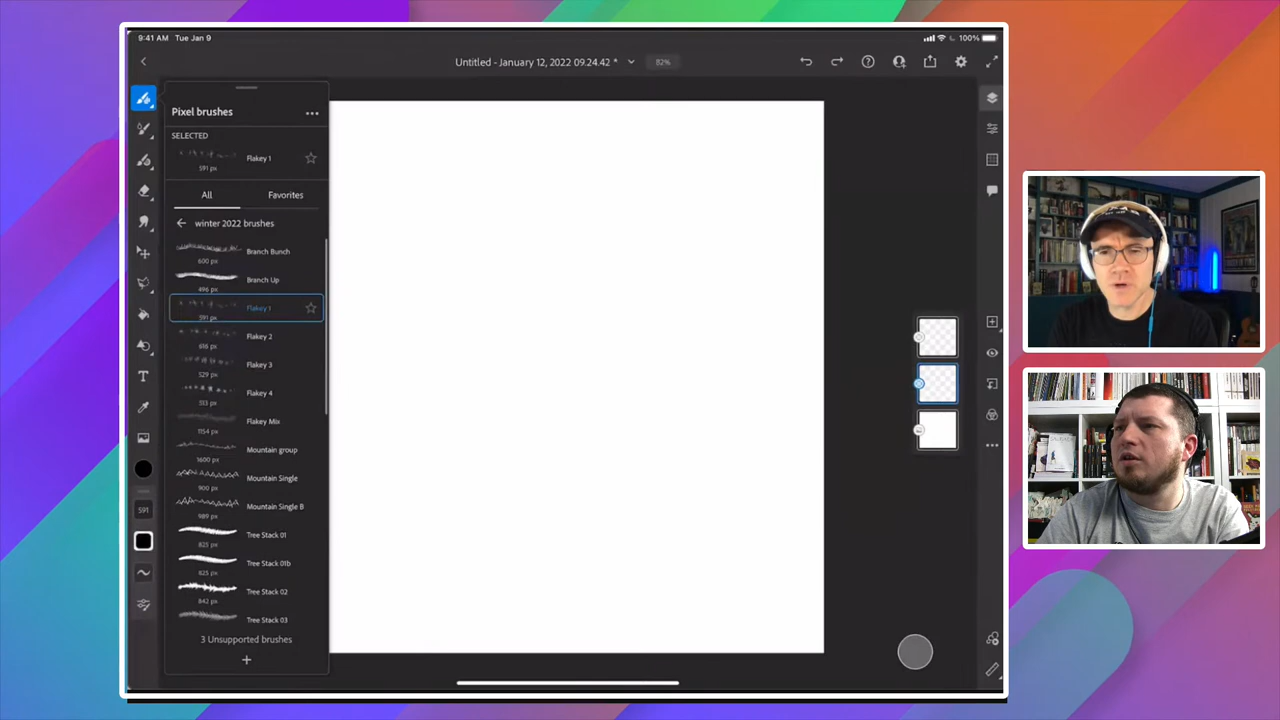 9:41 AM Tue Jan 9
100%
Untitled - January 12, 2022 09.24.42 *
82%
Pixel brushes
SELECTED
Flakey 1
591 px
All
Favorites
winter 2022 brushes
Branch Bunch
600 px
Branch Up
496 px
Flakey 1
591 px
Flakey 2
616 px
Flakey 3
529 px
Flakey 4
513 px
Flakey Mix
1154 px
Mountain group
1600 px
Mountain Single
900 px
Mountain Single B
989 px
Tree Stack 01
825 px
Tree Stack 01b
825 px
Tree Stack 02
842 px
Tree Stack 03
3 Unsupported brushes
591